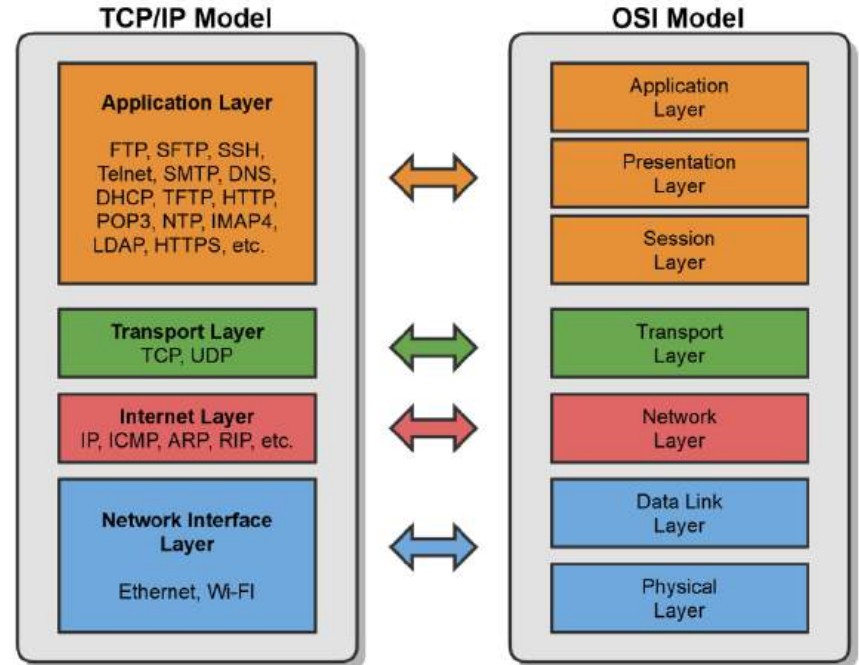 TCP/IP Model
Application Layer
FTP, SFTP, SSH,
Telnet, SMTP, DNS,
DHCP, TFTP, HTTP,
POP3, NTP, IMAP4,
LDAP, HTTPS, etc.
Transport Layer
TCP, UDP
Internet Layer
IP, ICMP, ARP, RIP, etc.
Network Interface
Layer
Ethernet, Wi-FI
OSI Model
Application
Layer
Presentation
Layer
Session
Layer
Transport
Layer
Network
Layer
Data Link
Layer
Physical
Layer